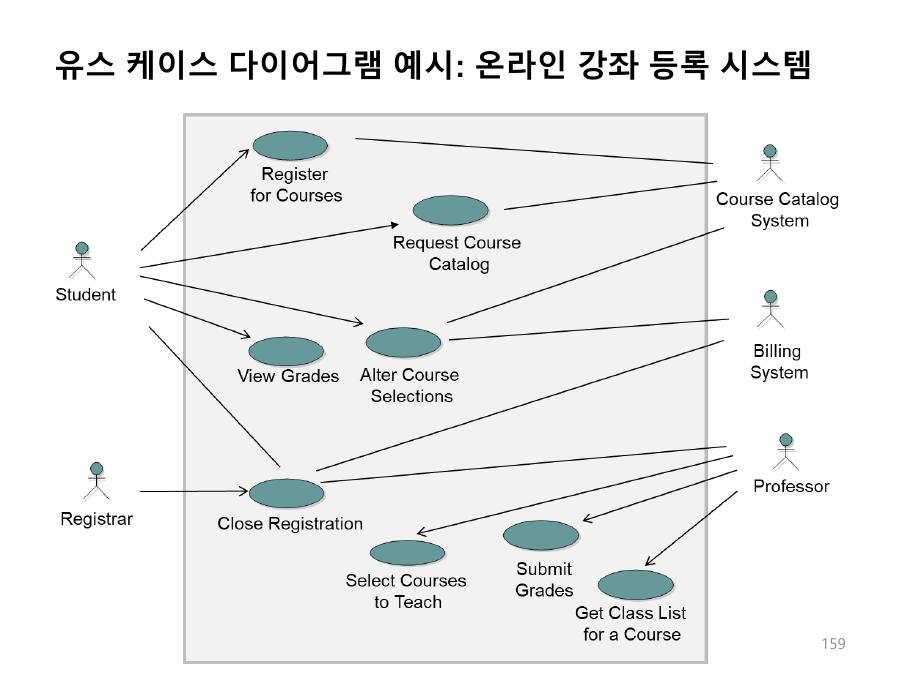 유스 케이스 다이어그램 예시: 온라인 강좌 등록 시스템
Register
for Courses
Course Catalog
System
Request Course
Catalog
Student
Billing
System
View Grades
Alter Course
Selections
Professor
Registrar
Close Registration
Select Courses
to Teach
Submit
Grades
Get Class List
for a Course
159